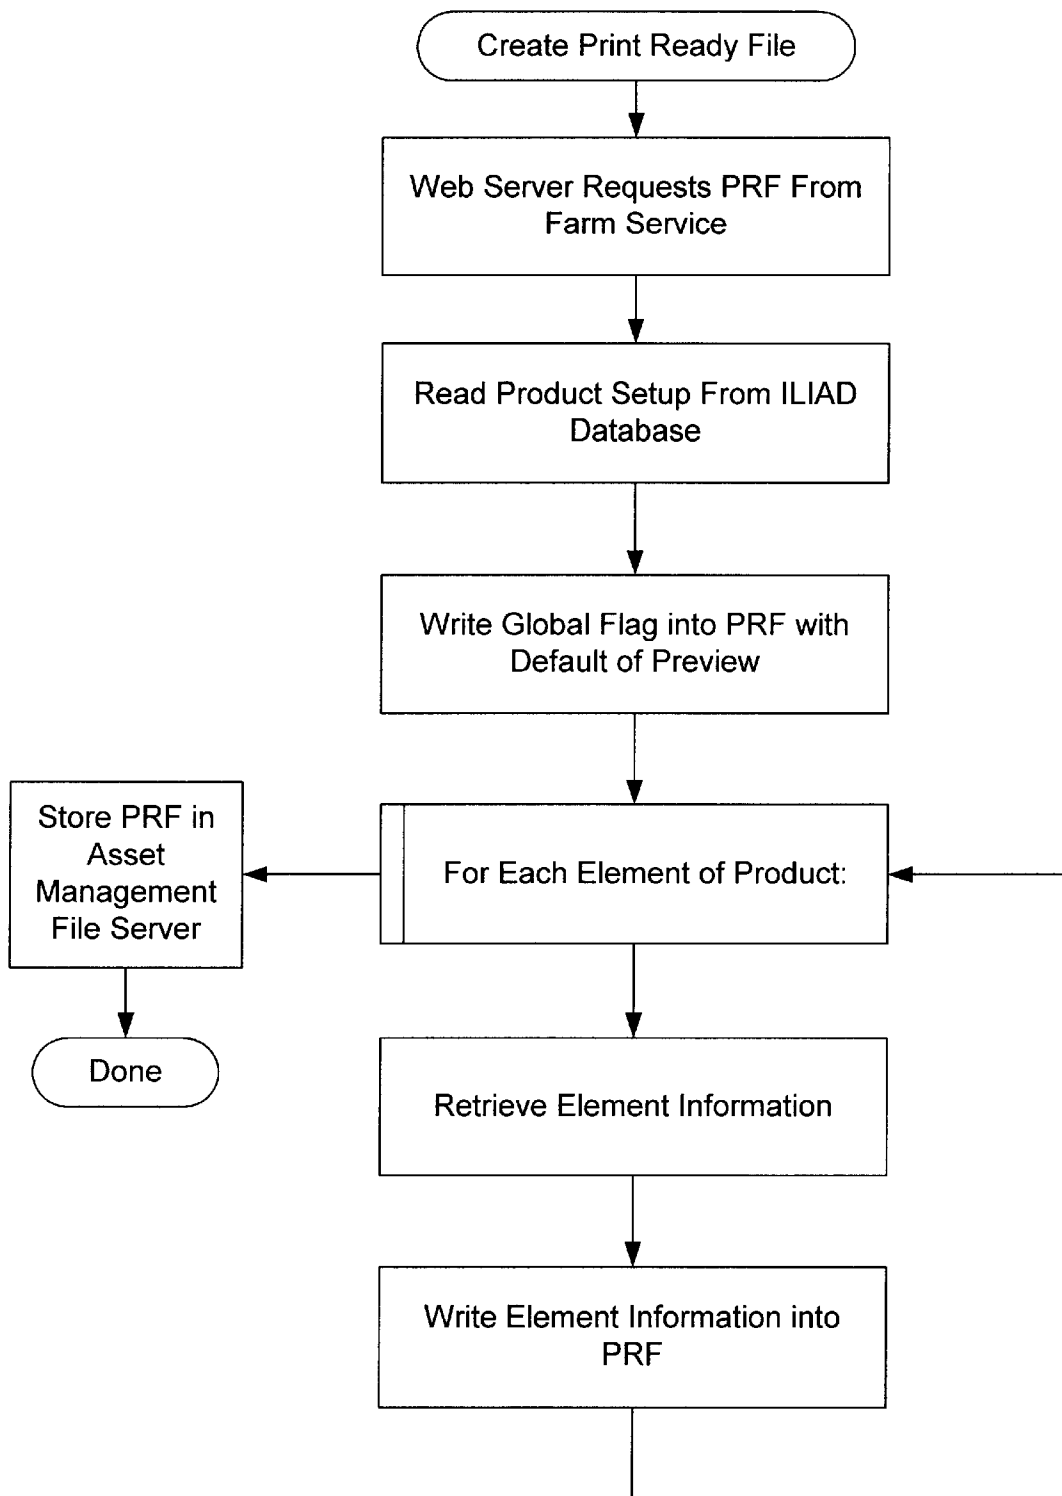 Create Print Ready File
Web Server Requests PRF From
Farm Service
Read Product Setup From ILIAD
Database
Write Global Flag into PRF with
Default of Preview
Store PRF in
Asset
Management
File Server
For Each Element of Product:
Done
Retrieve Element Information
Write Element Information into
PRF